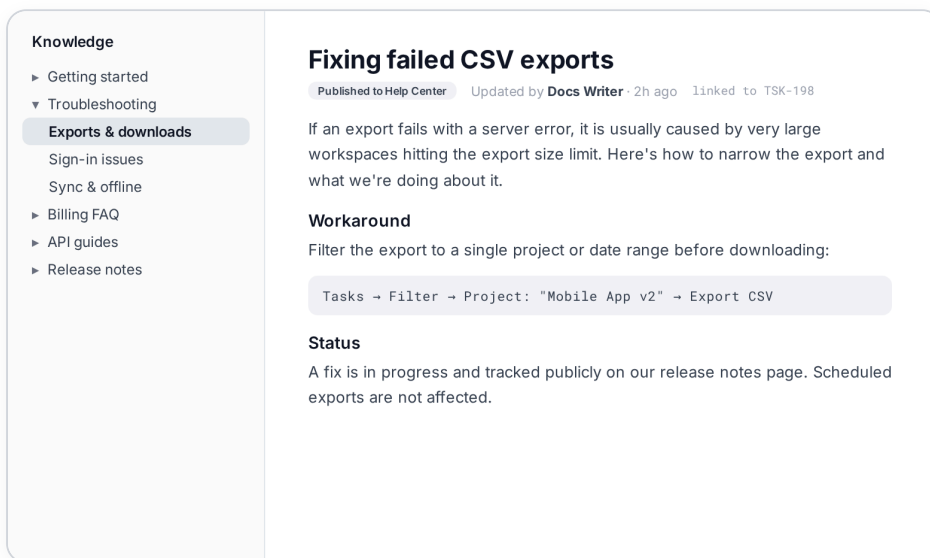 Knowledge
▸ Getting started
▾ Troubleshooting
Exports & downloads
Sign-in issues
Sync & offline
▸ Billing FAQ
▸ API guides
▸ Release notes
Fixing failed CSV exports
Published to Help Center Updated by Docs Writer · 2h ago linked to TSK-198
If an export fails with a server error, it is usually caused by very large
workspaces hitting the export size limit. Here's how to narrow the export and
what we're doing about it.
Workaround
Filter the export to a single project or date range before downloading:
Tasks → Filter → Project: "Mobile App v2" → Export CSV
Status
A fix is in progress and tracked publicly on our release notes page. Scheduled
exports are not affected.